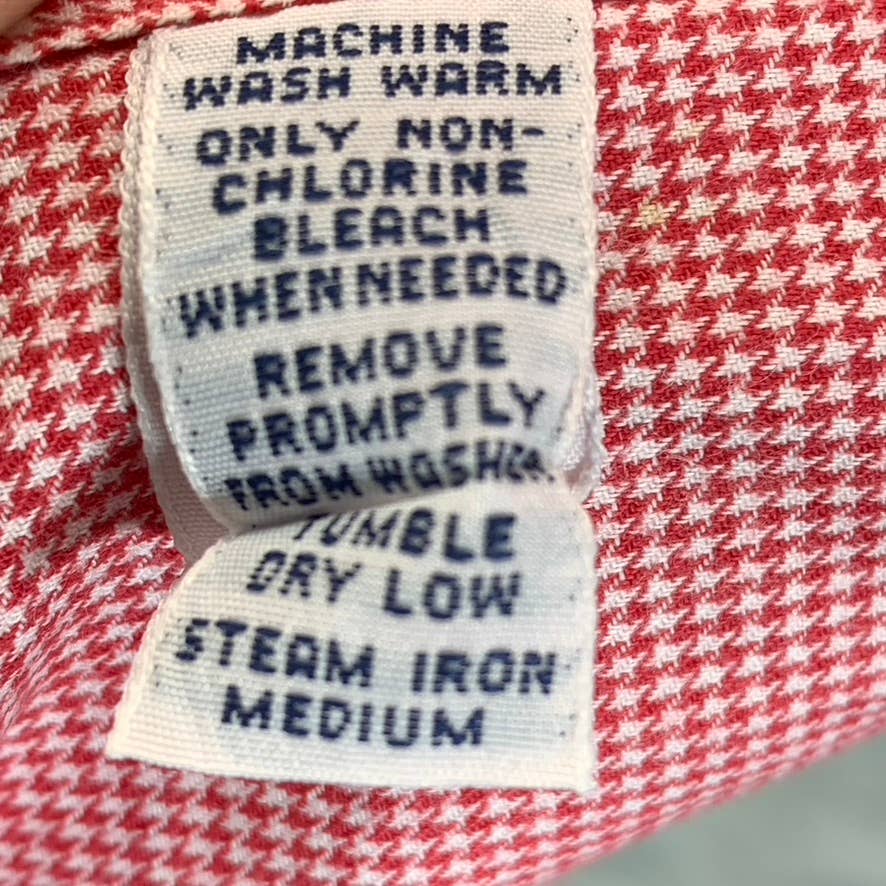 MACHINE
WASH WARM
ONLY NON-
CHLORINE
BLEACH
WHEN NEEDED
REMOVE
PROMPTLY
FROM WASHER.
TUMBLE
DRY LOW
STEAM IRON
MEDIUM